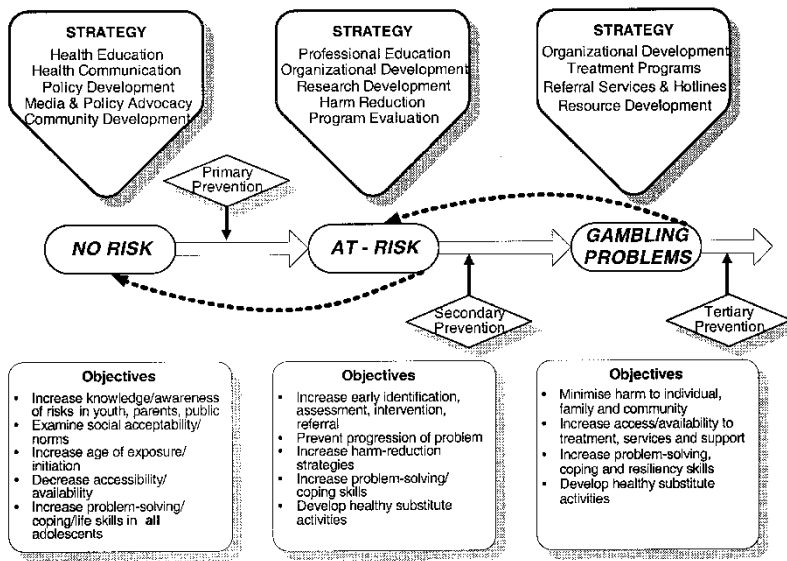 STRATEGY
Health Education
Health Communication
Policy Development
Media & Policy Advocacy
Community Development
STRATEGY
Professional Education
Organizational Development
Research Development
Harm Reduction
Program Evaluation
STRATEGY
Organizational Development
Treatment Programs
Referral Services & Hotlines
Resource Development
Primary
Prevention
NO RISK
AT - RISK
GAMBLING
PROBLEMS
Secondary
Prevention
Tertiary
Prevention
Objectives
• Increase knowledge/awareness
of risks in youth, parents, public
• Examine social acceptability/
norms
• Increase age of exposure/
initiation
• Decrease accessibility/
availability
• Increase problem-solving/
coping/life skills in all
adolescents
Objectives
• Increase early identification,
assessment, intervention,
referral
• Prevent progression of problem
• Increase harm-reduction
strategies
• Increase problem-solving/
coping skills
• Develop healthy substitute
activities
Objectives
• Minimise harm to individual,
family and community
• Increase access/availability to
treatment, services and support
• Increase problem-solving,
coping and resiliency skills
• Develop healthy substitute
activities